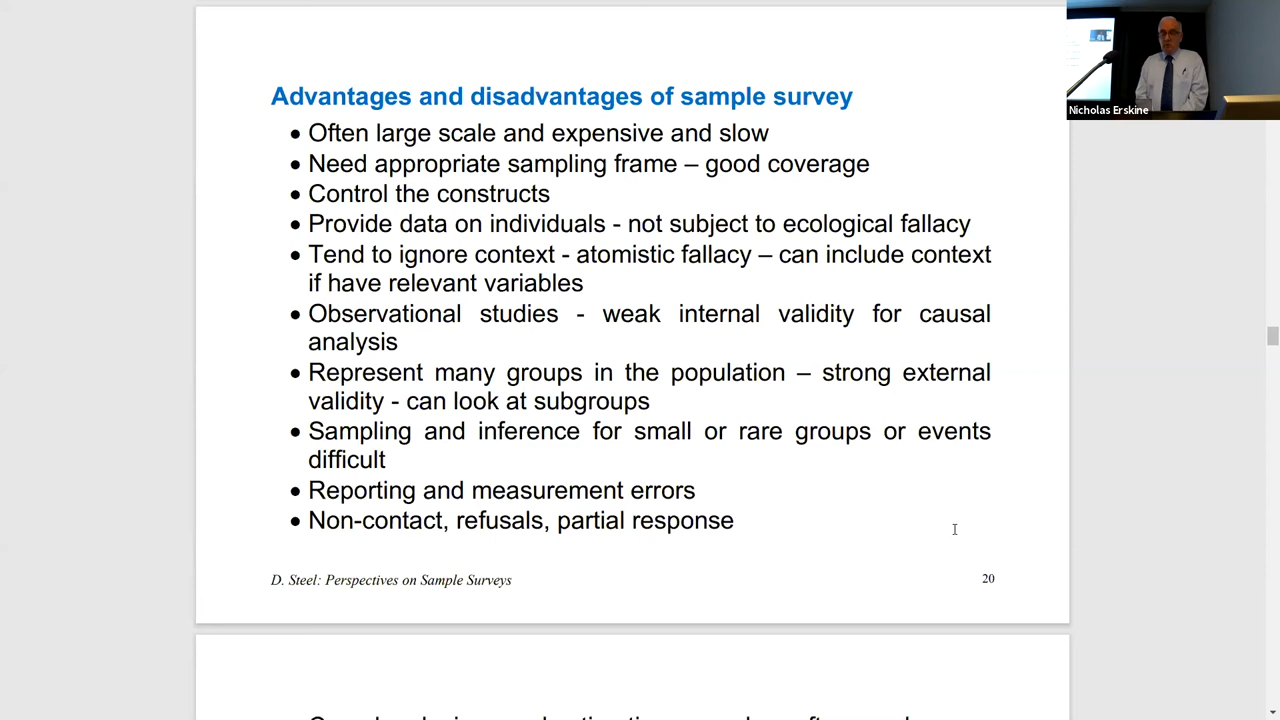 Advantages and disadvantages of sample survey
• Often large scale and expensive and slow
• Need appropriate sampling frame – good coverage
• Control the constructs
• Provide data on individuals - not subject to ecological fallacy
• Tend to ignore context - atomistic fallacy – can include context
if have relevant variables
• Observational studies - weak internal validity for causal
analysis
• Represent many groups in the population – strong external
validity - can look at subgroups
• Sampling and inference for small or rare groups or events
difficult
• Reporting and measurement errors
• Non-contact, refusals, partial response
D. Steel: Perspectives on Sample Surveys
20
Nicholas Erskine